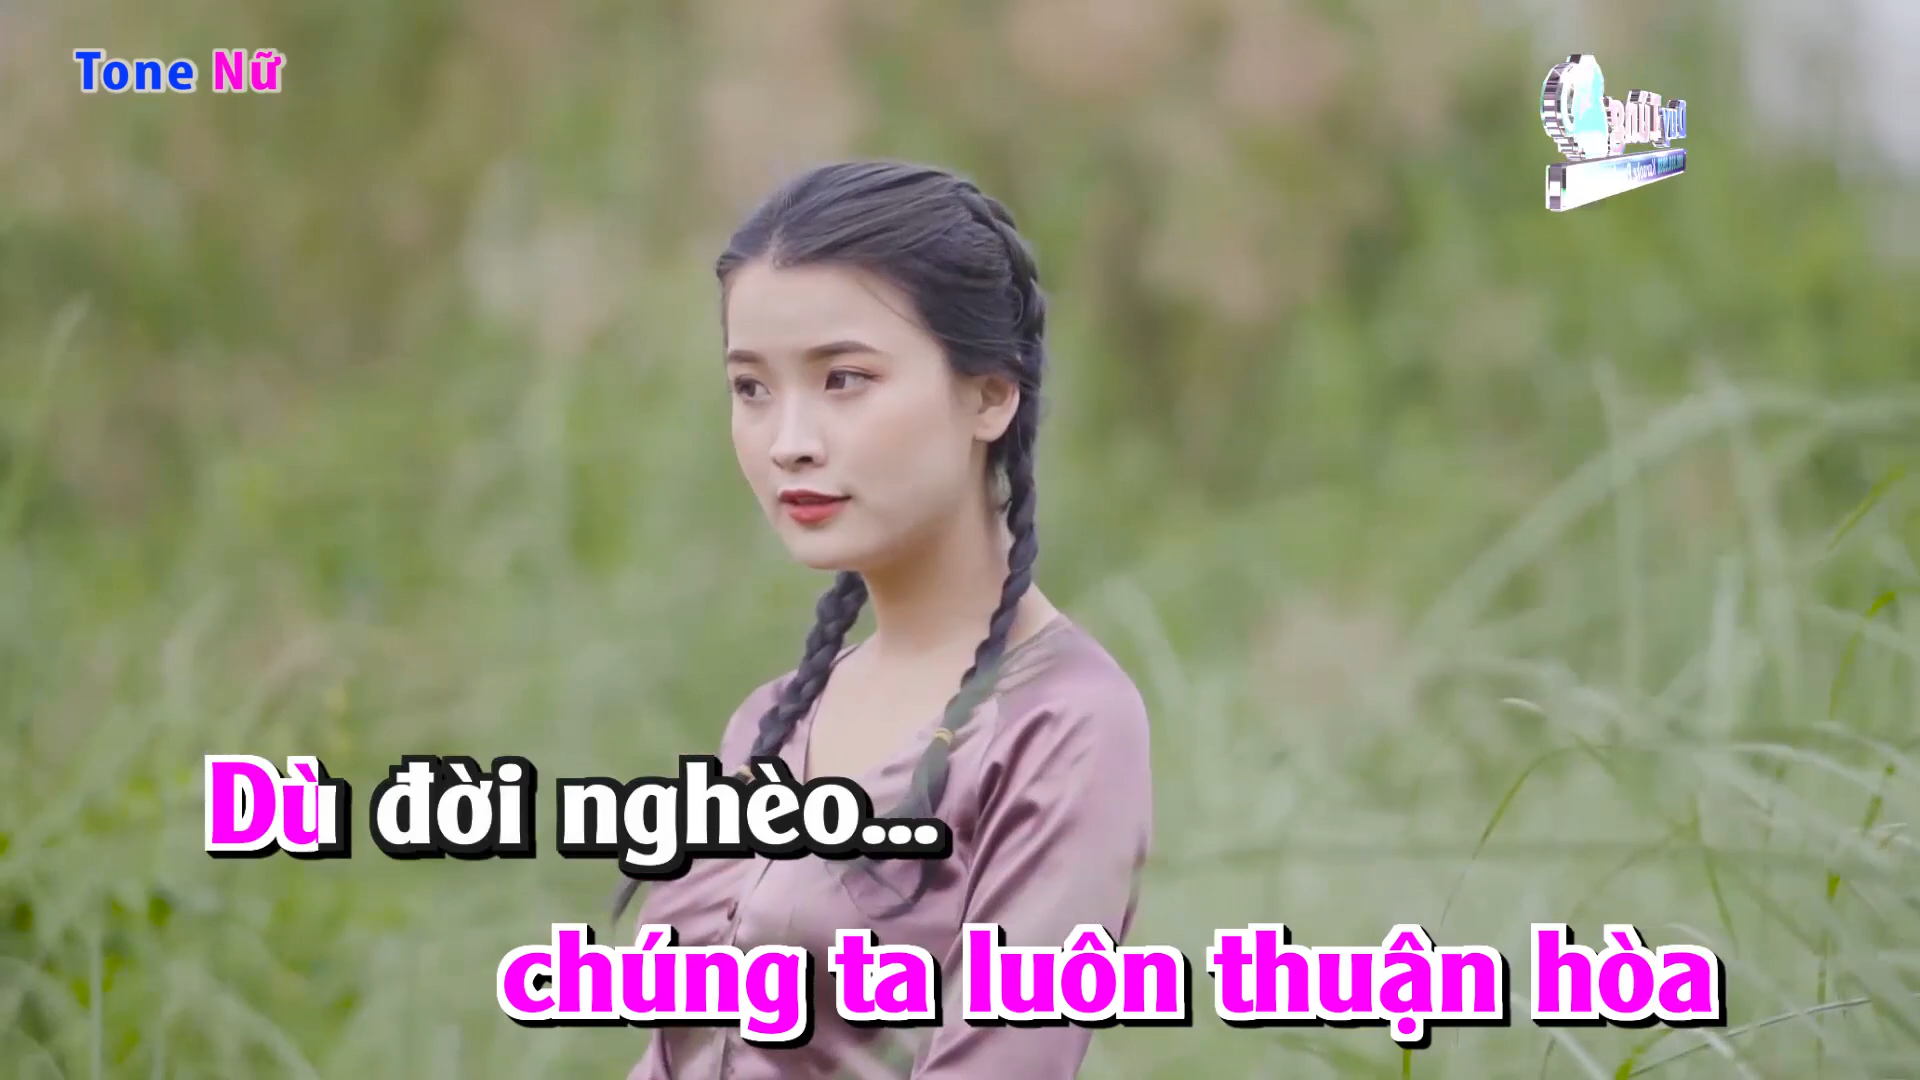 Tone Nữ
Dù đời nghèo...
chúng ta luôn thuận hòa